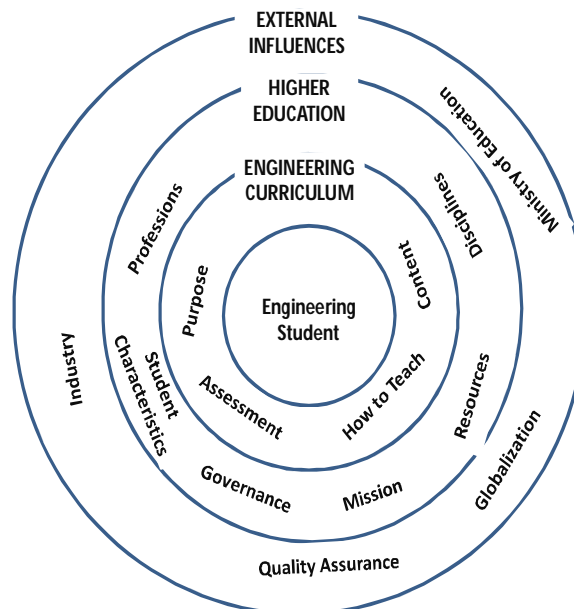 EXTERNAL
INFLUENCES
HIGHER
EDUCATION
ENGINEERING
CURRICULUM
Engineering
Student
Purpose
Content
Assessment
How to Teach
Professions
Disciplines
Student
Characteristics
Resources
Governance
Mission
Ministry of Education
Industry
Globalization
Quality Assurance